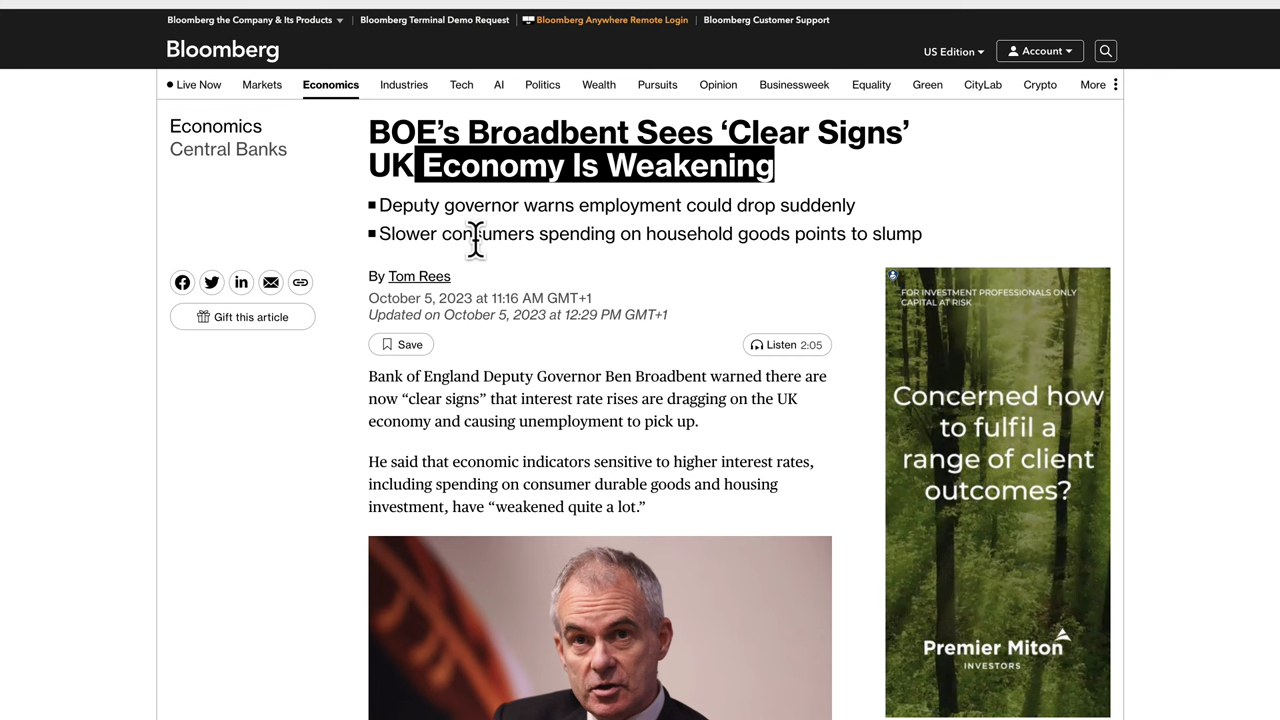 Bloomberg the Company & Its Products
Bloomberg Terminal Demo Request
Bloomberg Anywhere Remote Login
Bloomberg Customer Support
Bloomberg
US Edition
Account
Live Now
Markets
Economics
Industries
Tech
AI
Politics
Wealth
Pursuits
Opinion
Businessweek
Equality
Green
CityLab
Crypto
More
Economics
Central Banks
BOE’s Broadbent Sees ‘Clear Signs’
UK Economy Is Weakening
Deputy governor warns employment could drop suddenly
Slower consumers spending on household goods points to slump
Gift this article
By Tom Rees
October 5, 2023 at 11:16 AM GMT+1
Updated on October 5, 2023 at 12:29 PM GMT+1
Save
Listen 2:05
Bank of England Deputy Governor Ben Broadbent warned there are
now “clear signs” that interest rate rises are dragging on the UK
economy and causing unemployment to pick up.
He said that economic indicators sensitive to higher interest rates,
including spending on consumer durable goods and housing
investment, have “weakened quite a lot.”
FOR INVESTMENT PROFESSIONALS ONLY
CAPITAL AT RISK
Concerned how
to fulfil a
range of client
outcomes?
Premier Miton
INVESTORS